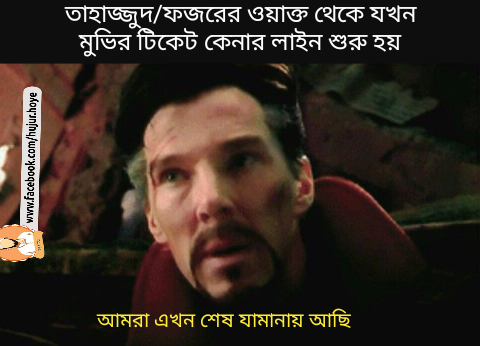 তাহাজ্জুদ/ফজরের ওয়াক্ত থেকে যখন
মুভির টিকেট কেনার লাইন শুরু হয়
www.facebook.com/hujur.hoye
আমরা এখন শেষ যামানায় আছি